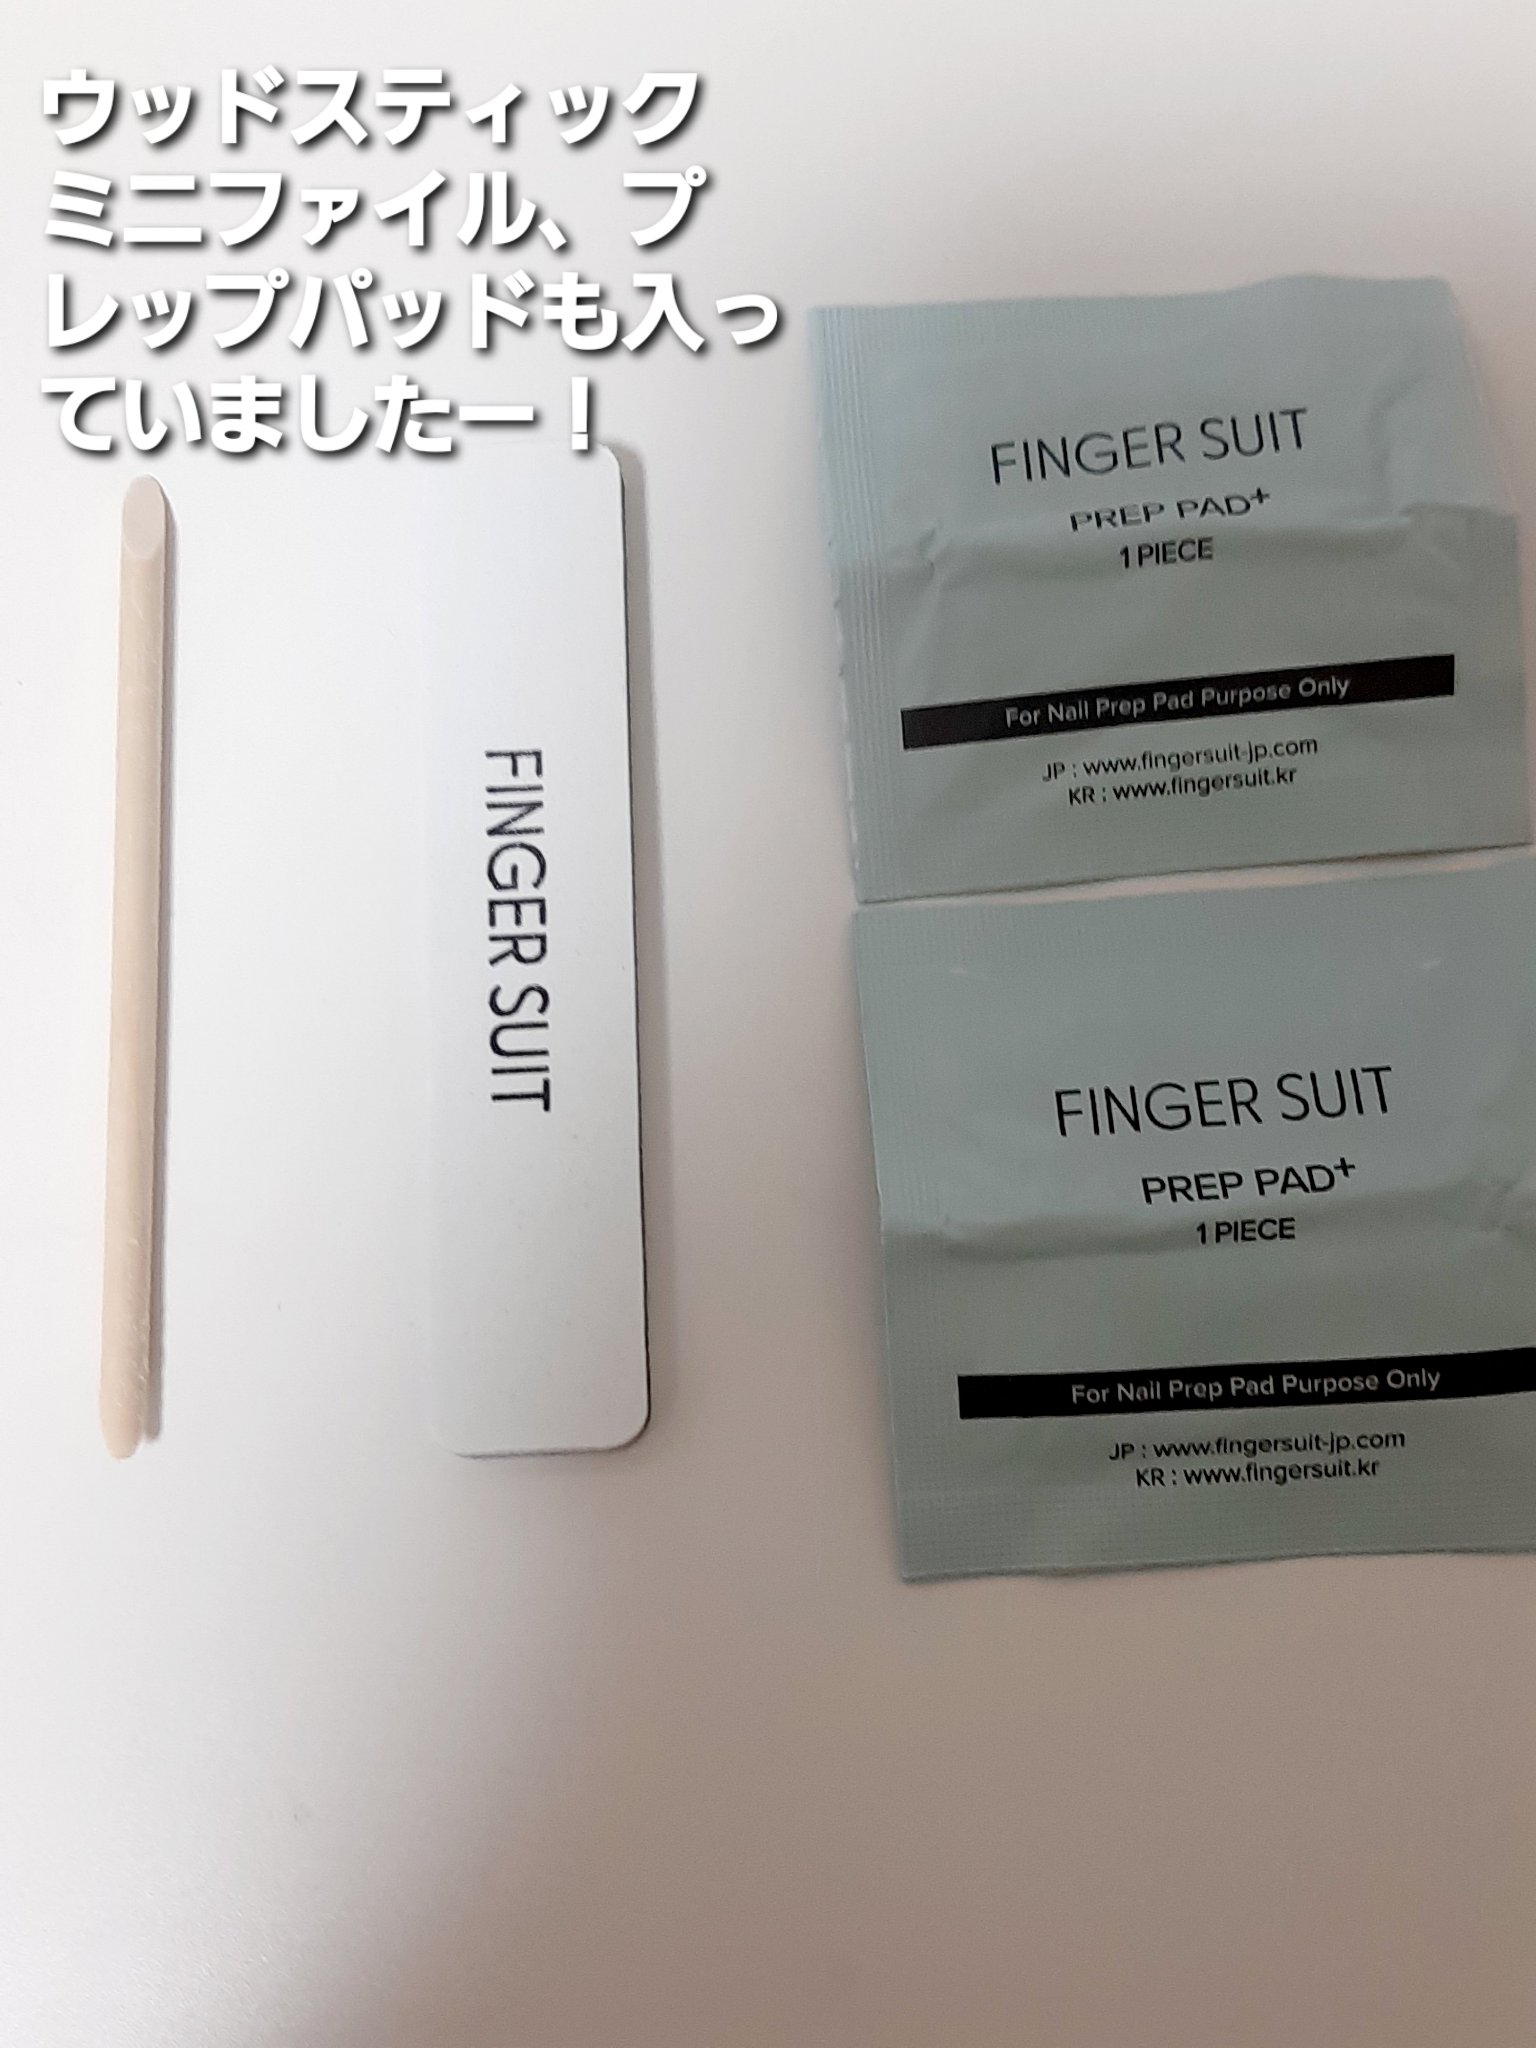 ウッドスティック
ミニファイル、プ
レップパッドも入っ
ていましたー！
FINGER SUIT
FINGER SUIT
PREP PAD+
1 PIECE
For Nail Prep Pad Purpose Only
JP : www.fingersuit-jp.com
KR : www.fingersuit.kr
FINGER SUIT
PREP PAD+
1 PIECE
For Nail Prep Pad Purpose Only
JP : www.fingersuit-jp.com
KR : www.fingersuit.kr